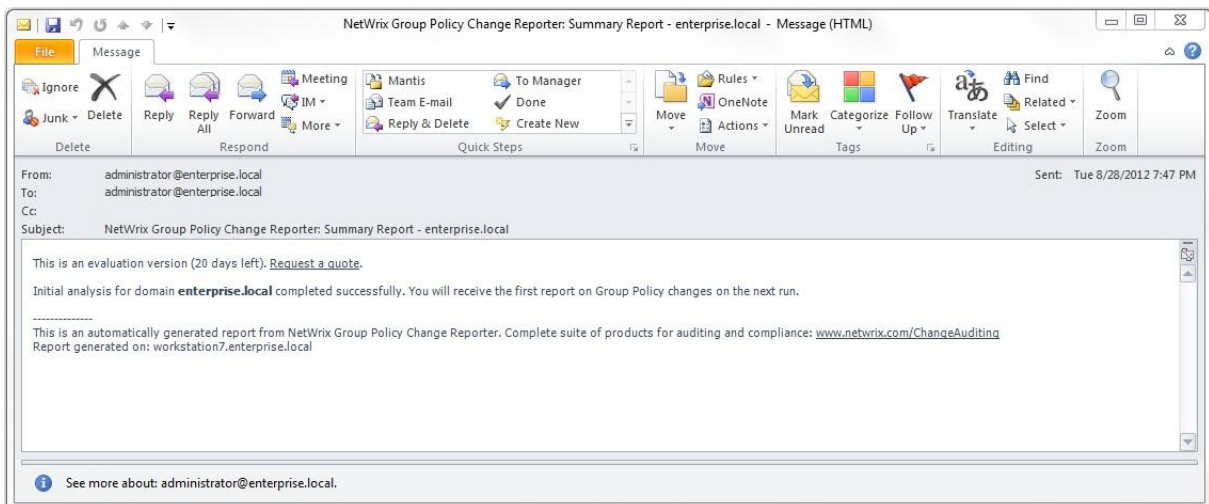 NetWrix Group Policy Change Reporter: Summary Report - enterprise.local - Message (HTML)
File Message
Ignore
Junk
Delete
Reply
Reply All
Forward
Meeting
IM
More
Mantis
Team E-mail
Reply & Delete
To Manager
Done
Create New
Move
Rules
OneNote
Actions
Mark Unread
Categorize
Follow Up
Translate
Find
Related
Select
Zoom
Delete Respond Quick Steps Move Tags Editing Zoom
From: administrator@enterprise.local Sent: Tue 8/28/2012 7:47 PM
To: administrator@enterprise.local
Cc:
Subject: NetWrix Group Policy Change Reporter: Summary Report - enterprise.local
This is an evaluation version (20 days left). Request a quote.
Initial analysis for domain enterprise.local completed successfully. You will receive the first report on Group Policy changes on the next run.
--------------
This is an automatically generated report from NetWrix Group Policy Change Reporter. Complete suite of products for auditing and compliance: www.netwrix.com/ChangeAuditing
Report generated on: workstation7.enterprise.local
See more about: administrator@enterprise.local.